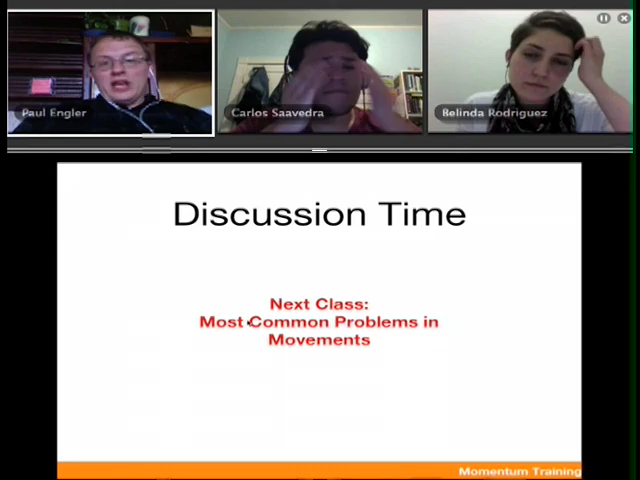 Paul Engler
Carlos Saavedra
Belinda Rodriguez
Discussion Time
Next Class:
Most Common Problems in
Movements
Momentum Training